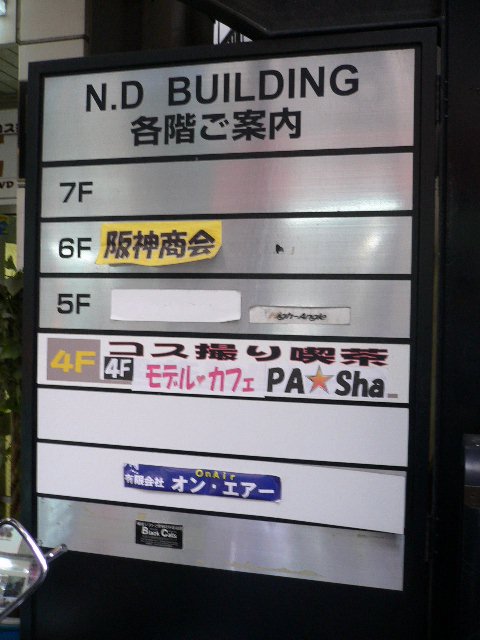 N.D BUILDING
各階ご案内
7F
6F 阪神商会
5F High-Angle
4F 4F コス撮り喫茶
モデル♥カフェ PA★Sha_
OnAir
有限会社 オン・エアー
Black Cats